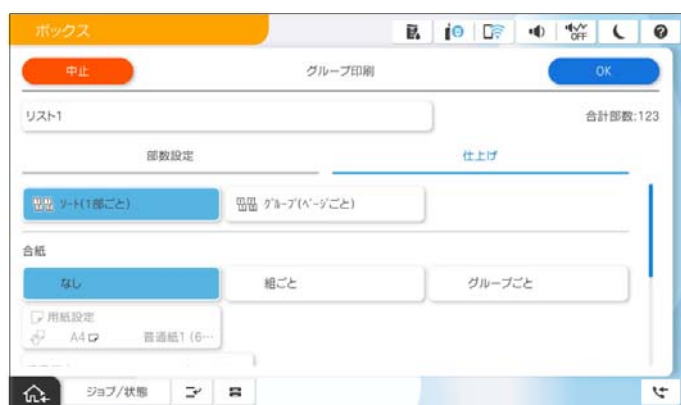 ボックス
OFF
中止 グループ印刷 OK
リスト1 合計部数:123
部数設定 仕上げ
ソート(1部ごと) グループ(ページごと)
合紙
なし 組ごと グループごと
用紙設定
A4 普通紙1 (6…
ジョブ/状態